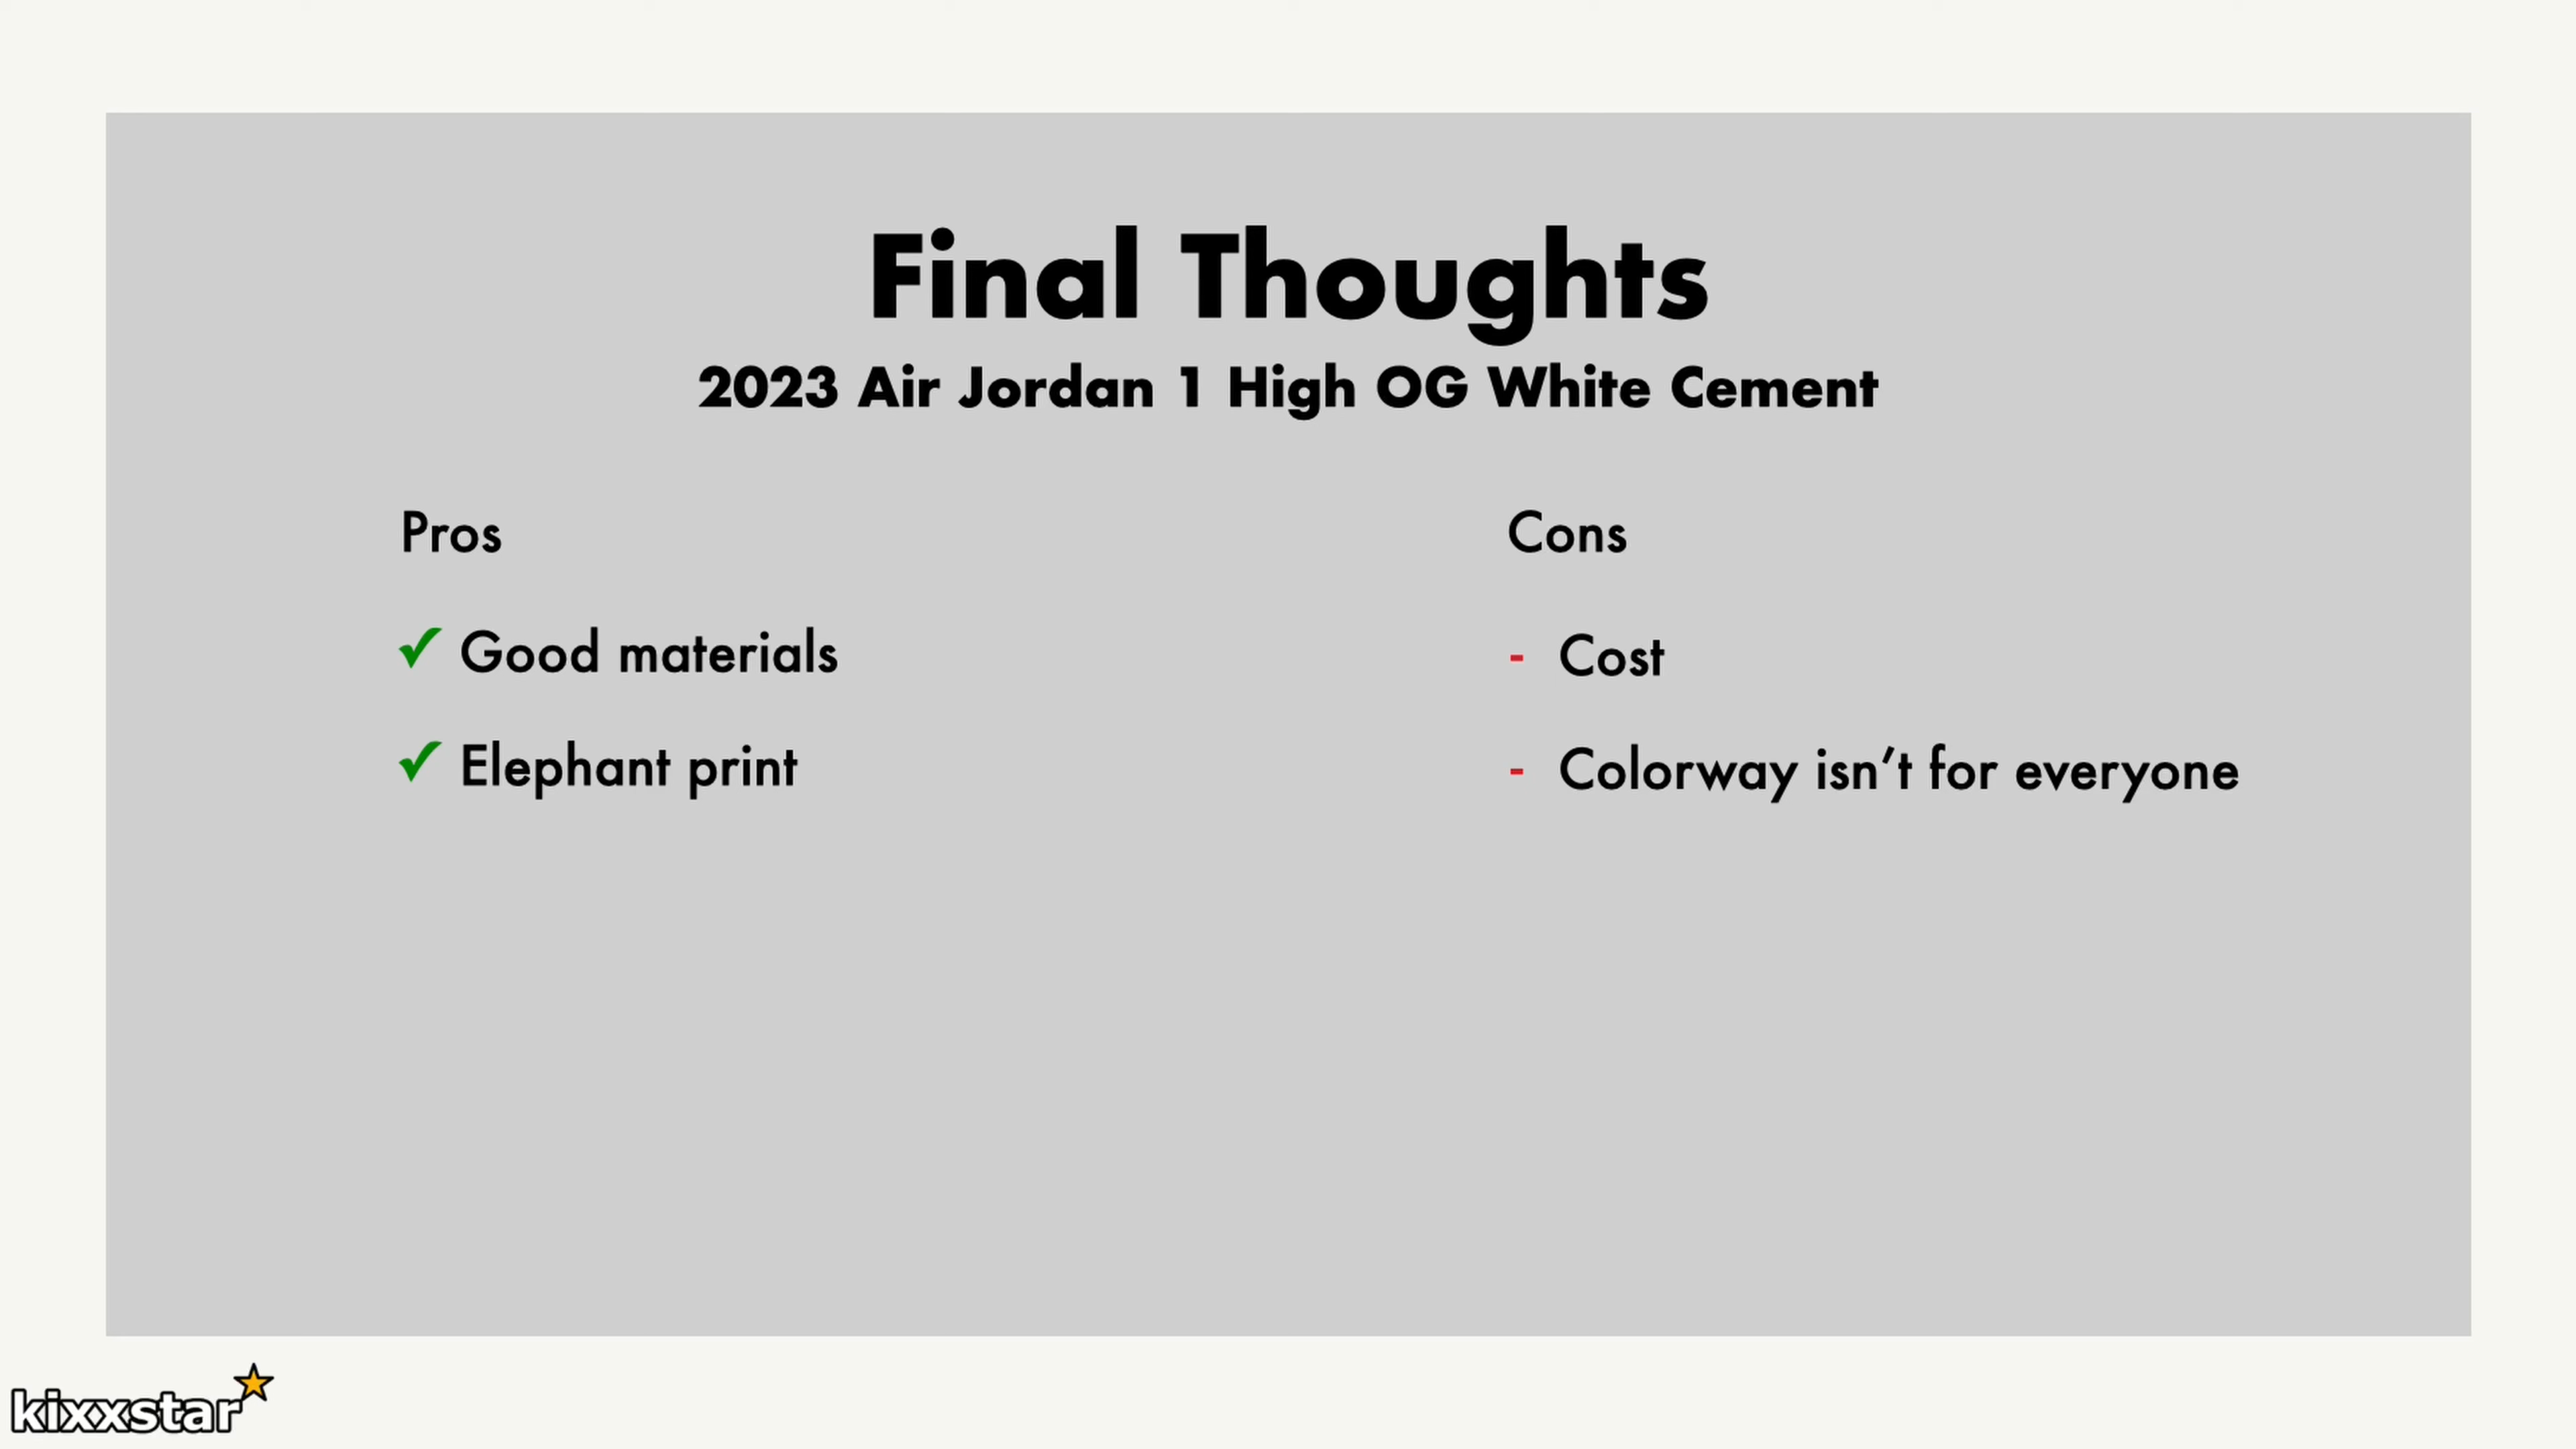 Final Thoughts
2023 Air Jordan 1 High OG White Cement
Pros
✓ Good materials
✓ Elephant print
Cons
- Cost
- Colorway isn't for everyone
kixxstar